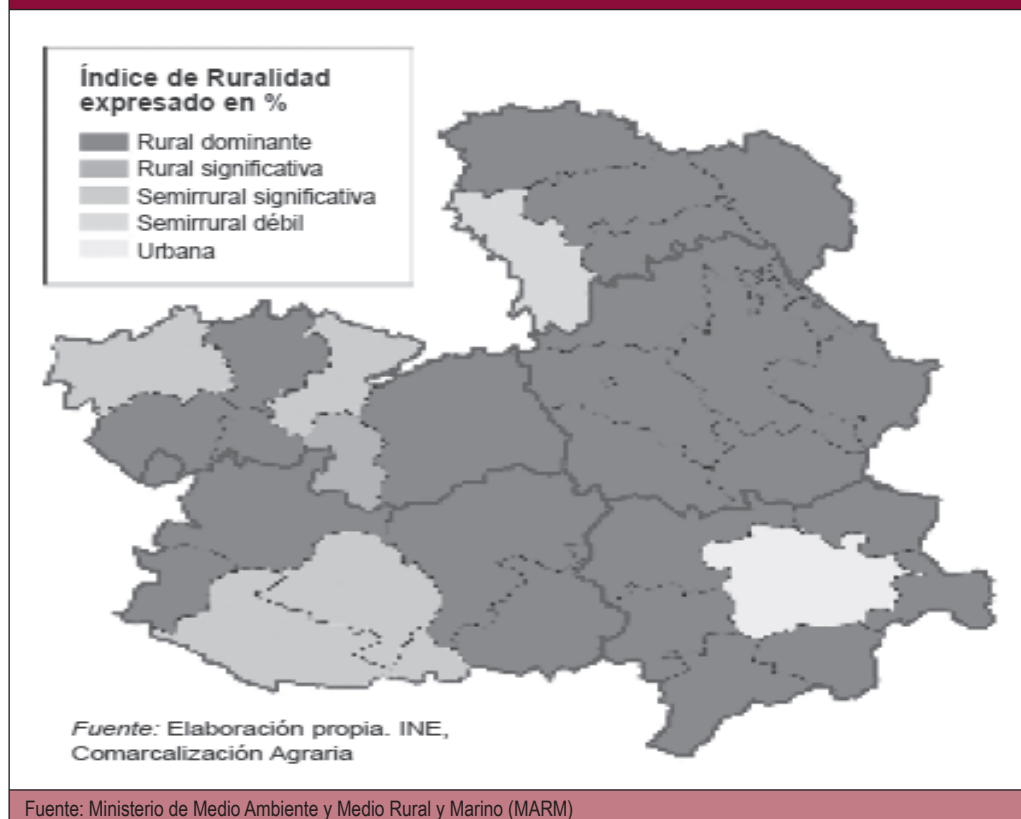 Índice de Ruralidad
expresado en %
Rural dominante
Rural significativa
Semirrural significativa
Semirrural débil
Urbana
Fuente: Elaboración propia. INE,
Comarcalización Agraria
Fuente: Ministerio de Medio Ambiente y Medio Rural y Marino (MARM)